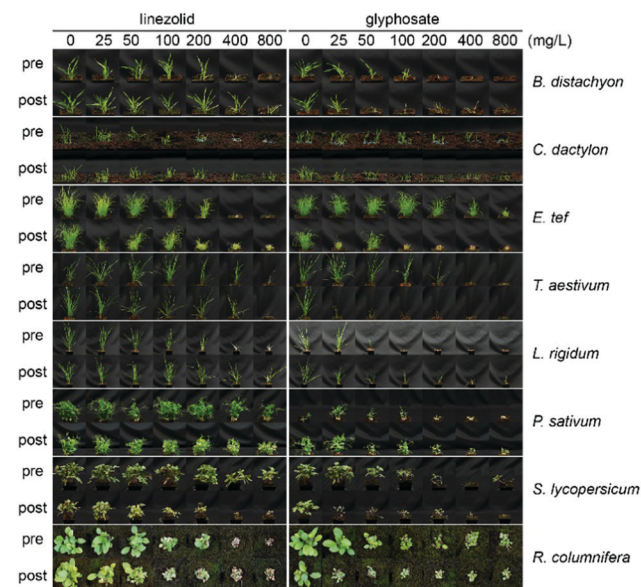 linezolid glyphosate
0 25 50 100 200 400 800 0 25 50 100 200 400 800 (mg/L)
pre
post
B. distachyon
pre
post
C. dactylon
pre
post
E. tef
pre
post
T. aestivum
pre
post
L. rigidum
pre
post
P. sativum
pre
post
S. lycopersicum
pre
post
R. columnifera